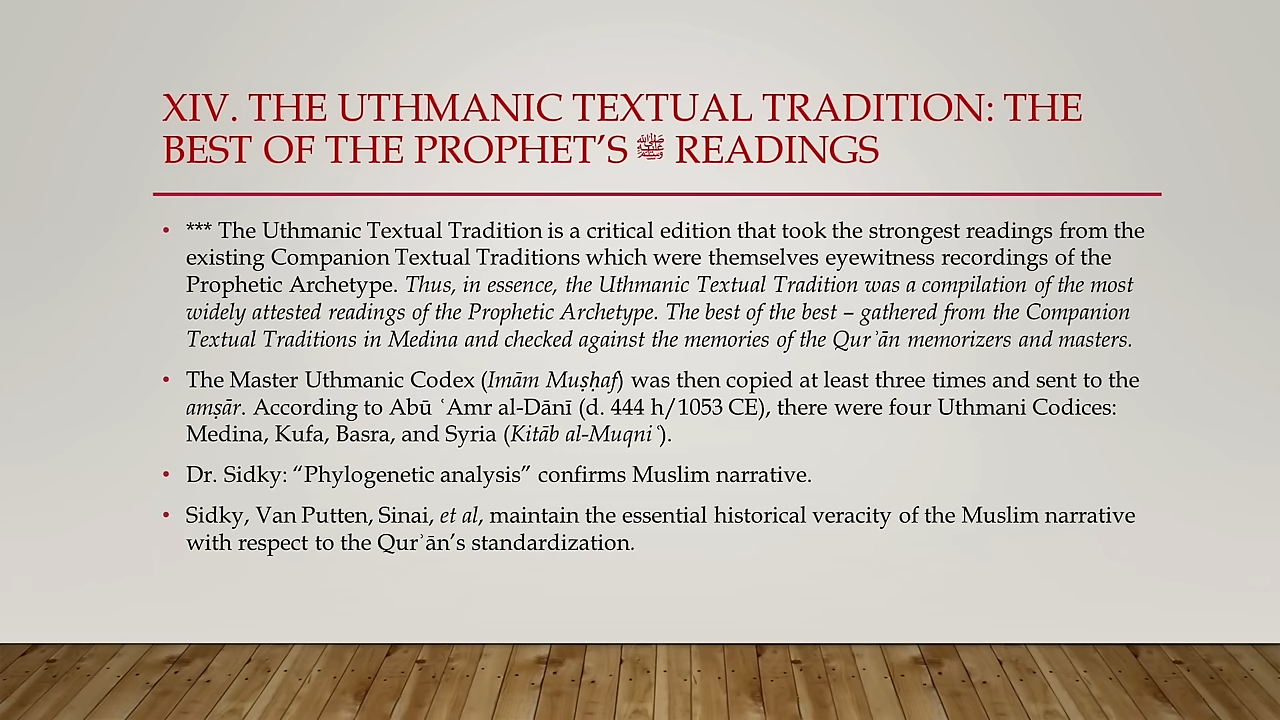 XIV. THE UTHMANIC TEXTUAL TRADITION: THE
BEST OF THE PROPHET’S ﷺ READINGS
• *** The Uthmanic Textual Tradition is a critical edition that took the strongest readings from the
existing Companion Textual Traditions which were themselves eyewitness recordings of the
Prophetic Archetype. Thus, in essence, the Uthmanic Textual Tradition was a compilation of the most
widely attested readings of the Prophetic Archetype. The best of the best – gathered from the Companion
Textual Traditions in Medina and checked against the memories of the Qurʾān memorizers and masters.
• The Master Uthmanic Codex (Imām Muṣḥaf) was then copied at least three times and sent to the
amṣār. According to Abū ʿAmr al-Dānī (d. 444 h/1053 CE), there were four Uthmani Codices:
Medina, Kufa, Basra, and Syria (Kitāb al-Muqniʿ).
• Dr. Sidky: “Phylogenetic analysis” confirms Muslim narrative.
• Sidky, Van Putten, Sinai, et al, maintain the essential historical veracity of the Muslim narrative
with respect to the Qurʾān’s standardization.